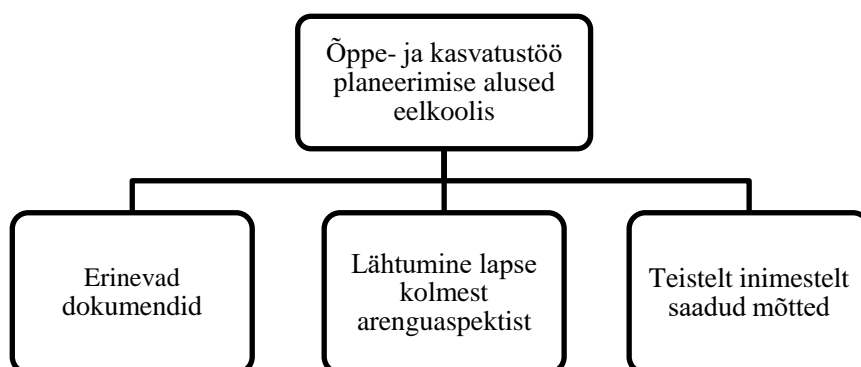 Õppe- ja kasvatustöö
planeerimise alused
eelkoolis
Erinevad
dokumendid
Lähtumine lapse
kolmest
arenguaspektist
Teistelt inimestelt
saadud mõtted